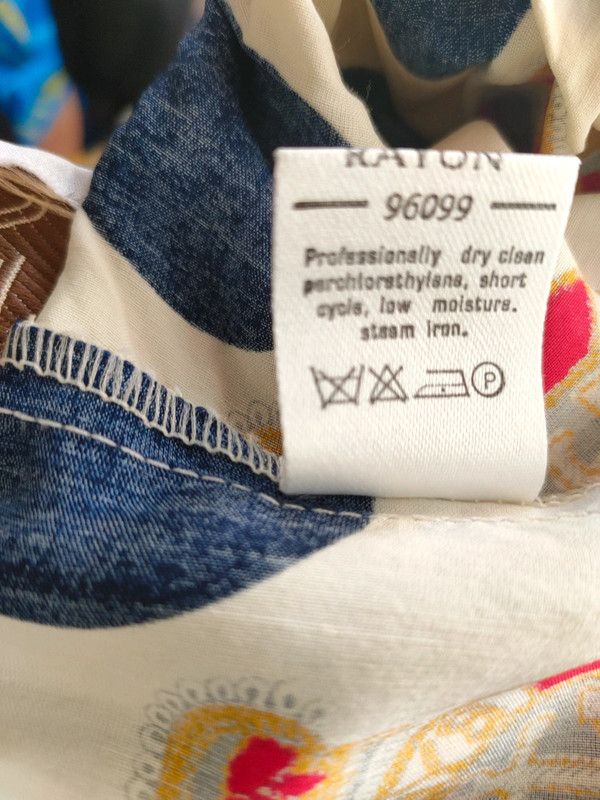 RAYON
96099
Professionally dry clean
perchlorethylene, short
cycle, low moisture.
steam iron.
P